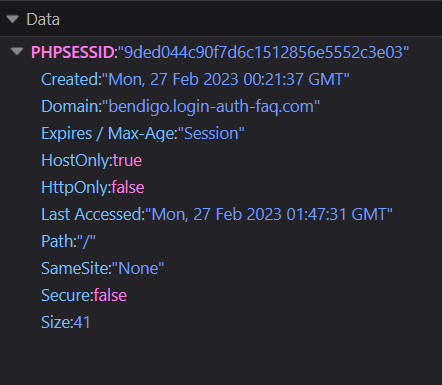 Data
PHPSESSID:"9ded044c90f7d6c1512856e5552c3e03"
Created:"Mon, 27 Feb 2023 00:21:37 GMT"
Domain:"bendigo.login-auth-faq.com"
Expires / Max-Age:"Session"
HostOnly:true
HttpOnly:false
Last Accessed:"Mon, 27 Feb 2023 01:47:31 GMT"
Path:"/"
SameSite:"None"
Secure:false
Size:41